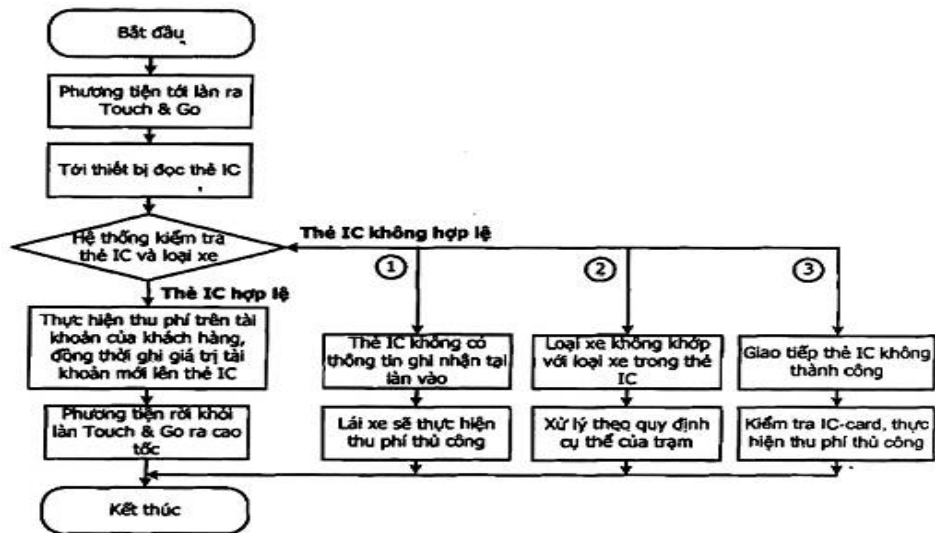 Bắt đầu
Phương tiện tới làn ra
Touch & Go
Tới thiết bị đọc thẻ IC
Hệ thống kiểm tra
thẻ IC và loại xe
Thẻ IC không hợp lệ
1
2
3
Thẻ IC hợp lệ
Thực hiện thu phí trên tài
khoản của khách hàng,
đồng thời ghi giá trị tài
khoản mới lên thẻ IC
Thẻ IC không có
thông tin ghi nhận tại
làn vào
Loại xe không khớp
với loại xe trong thẻ
IC
Giao tiếp thẻ IC không
thành công
Phương tiện rời khỏi
làn Touch & Go ra cao
tốc
Lái xe sẽ thực hiện
thu phí thủ công
Xử lý theo quy định
cụ thể của trạm
Kiểm tra IC-card, thực
hiện thu phí thủ công
Kết thúc